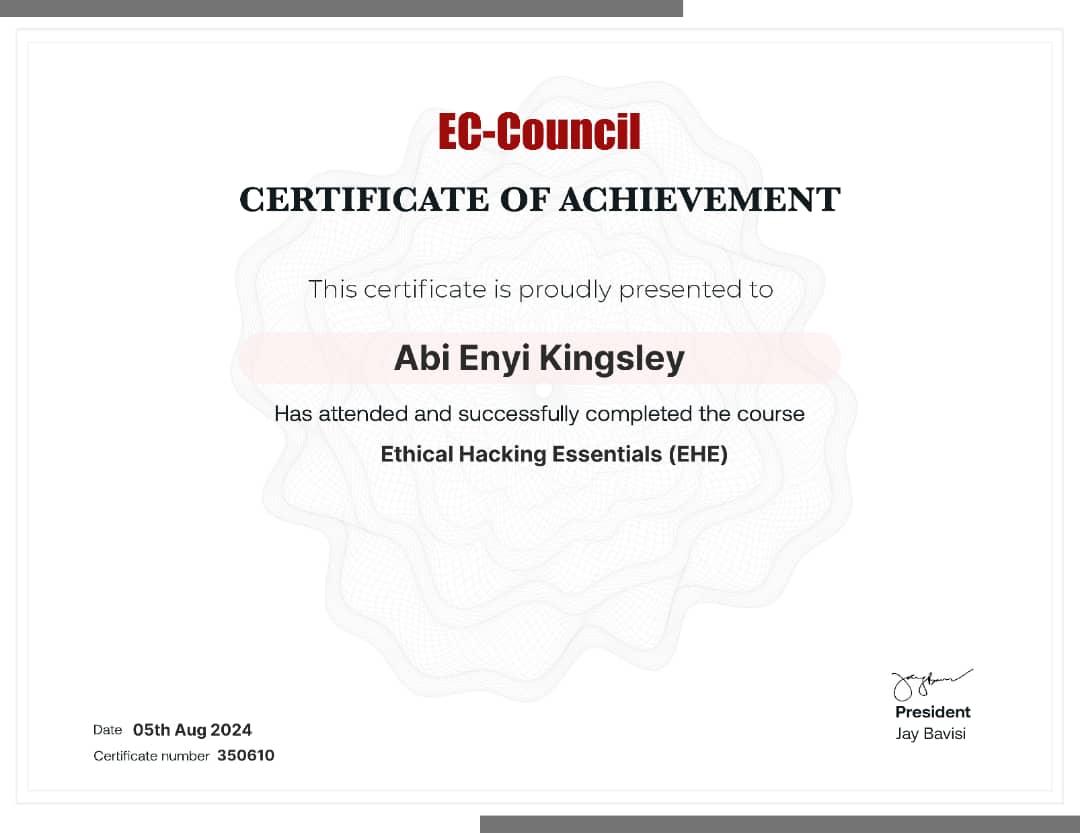 EC-Council
CERTIFICATE OF ACHIEVEMENT
This certificate is proudly presented to
Abi Enyi Kingsley
Has attended and successfully completed the course
Ethical Hacking Essentials (EHE)
Date 05th Aug 2024
Certificate number 350610
President
Jay Bavisi